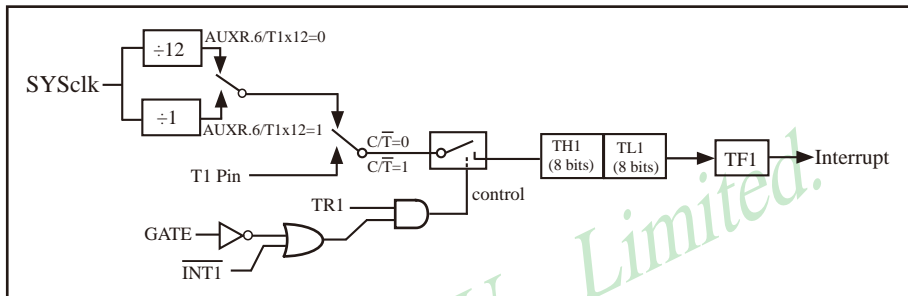 ÷12
AUXR.6/T1x12=0
SYSclk
÷1
AUXR.6/T1x12=1
C/T̅=0
C/T̅=1
T1 Pin
TH1
(8 bits)
TL1
(8 bits)
TF1
Interrupt
control
TR1
GATE
I̅N̅T̅1̅
Limited.